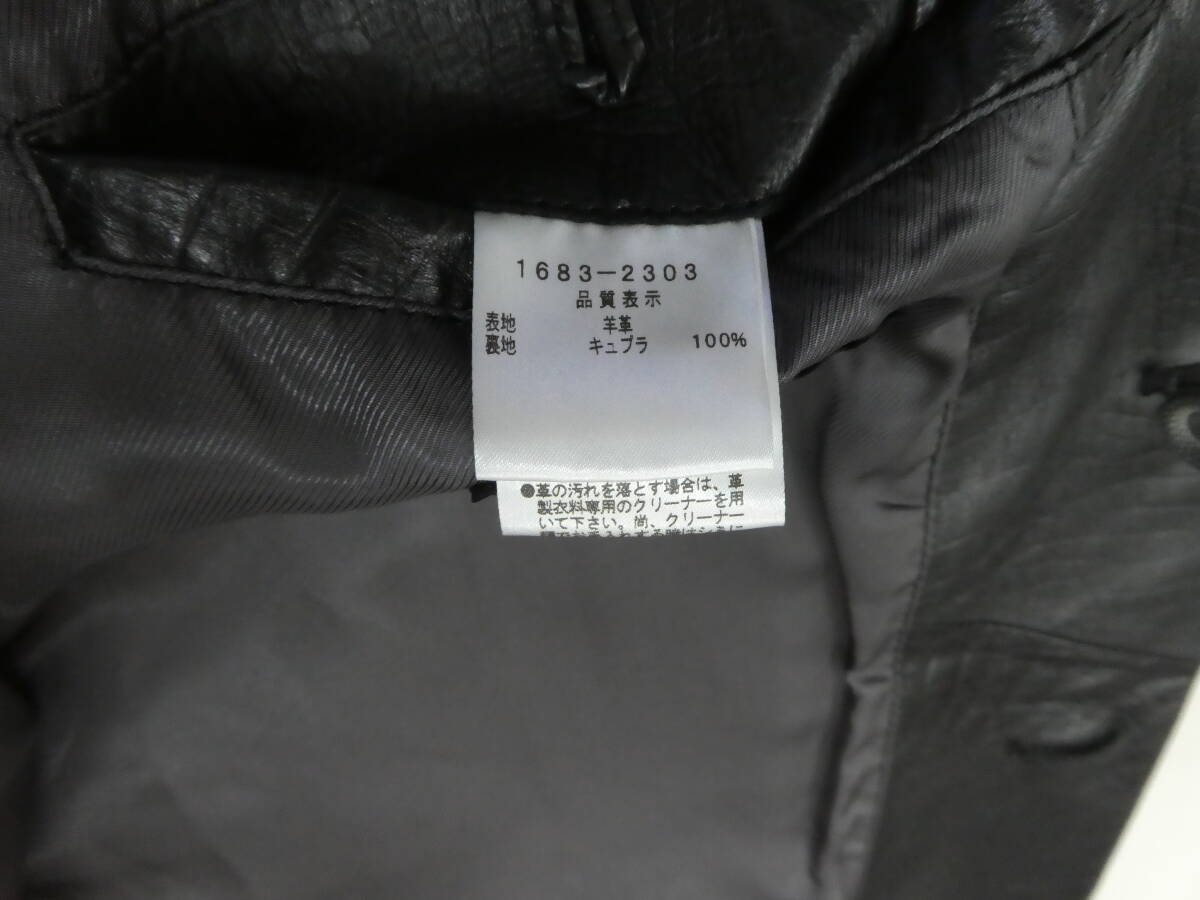 1683-2303
品質表示
表地 羊革
裏地 キュプラ 100%
●革の汚れを落とす場合は、革
製衣料専用のクリーナーを用
いて下さい。尚、クリーナー